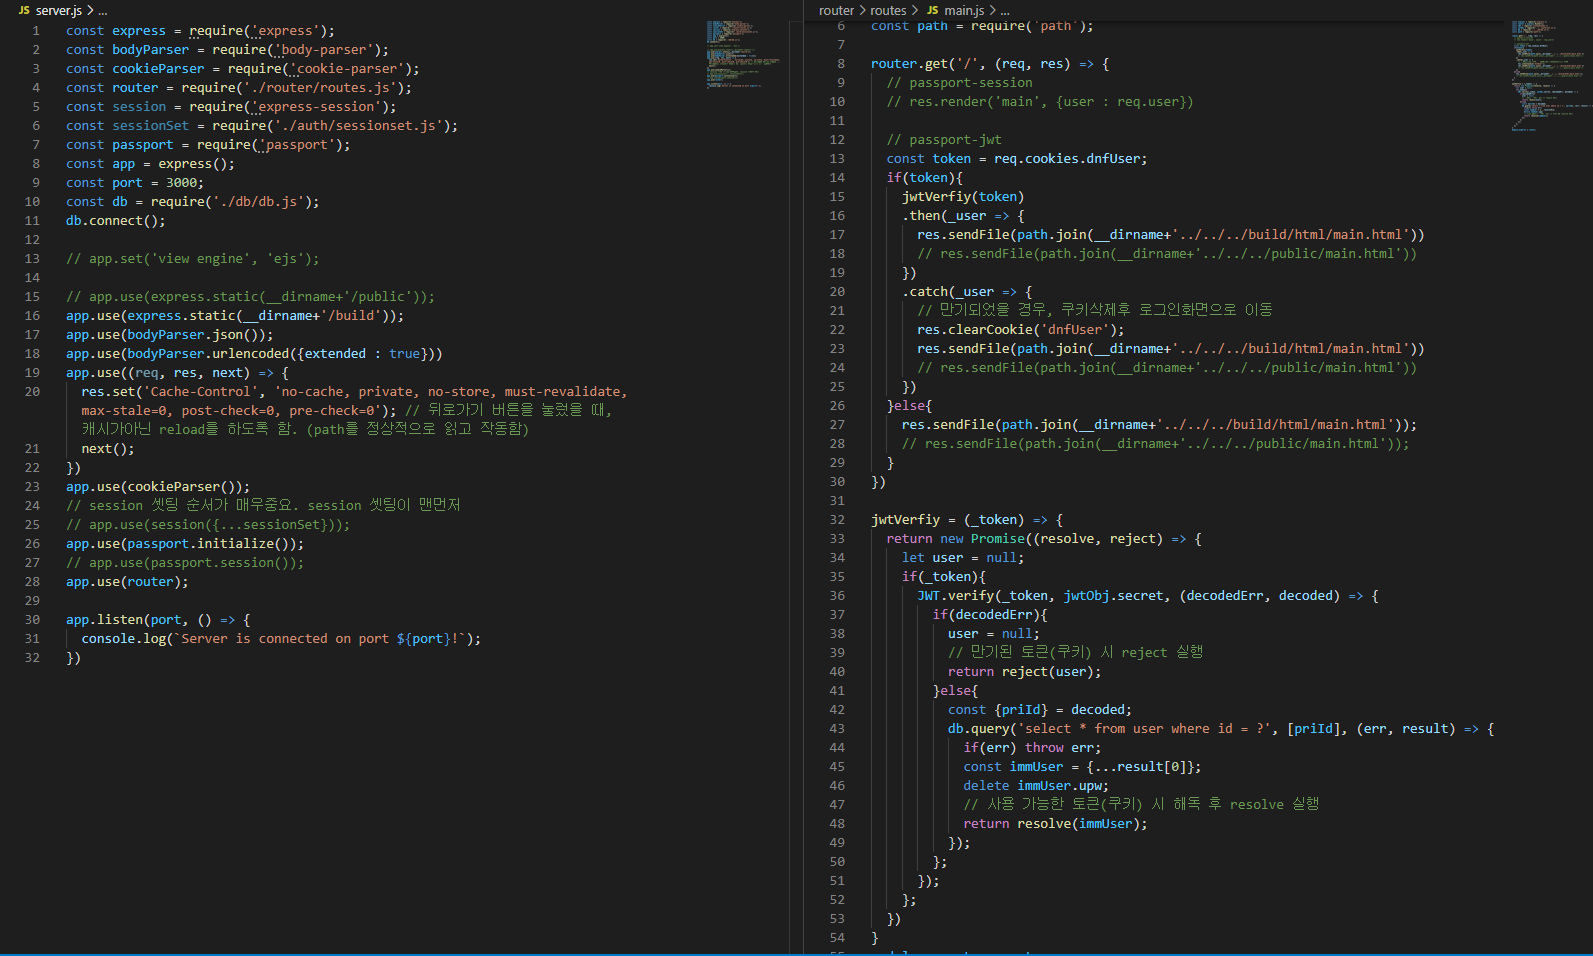 JS server.js > ...
1 const express = require('express');
2 const bodyParser = require('body-parser');
3 const cookieParser = require('cookie-parser');
4 const router = require('./router/routes.js');
5 const session = require('express-session');
6 const sessionSet = require('./auth/sessionset.js');
7 const passport = require('passport');
8 const app = express();
9 const port = 3000;
10 const db = require('./db/db.js');
11 db.connect();
12
13 // app.set('view engine', 'ejs');
14
15 // app.use(express.static(__dirname+'/public'));
16 app.use(express.static(__dirname+'/build'));
17 app.use(bodyParser.json());
18 app.use(bodyParser.urlencoded({extended : true}))
19 app.use((req, res, next) => {
20 res.set('Cache-Control', 'no-cache, private, no-store, must-revalidate,
max-stale=0, post-check=0, pre-check=0'); // 뒤로가기 버튼을 눌렀을 때,
캐시가아닌 reload를 하도록 함. (path를 정상적으로 읽고 작동함)
21 next();
22 })
23 app.use(cookieParser());
24 // session 셋팅 순서가 매우중요. session 셋팅이 맨먼저
25 // app.use(session({...sessionSet}));
26 app.use(passport.initialize());
27 // app.use(passport.session());
28 app.use(router);
29
30 app.listen(port, () => {
31 console.log(`Server is connected on port ${port}!`);
32 })
router > routes > JS main.js > ...
6 const path = require('path');
7
8 router.get('/', (req, res) => {
9 // passport-session
10 // res.render('main', {user : req.user})
11
12 // passport-jwt
13 const token = req.cookies.dnfUser;
14 if(token){
15 jwtVerfiy(token)
16 .then(_user => {
17 res.sendFile(path.join(__dirname+'../../../build/html/main.html'))
18 // res.sendFile(path.join(__dirname+'../../../public/main.html'))
19 })
20 .catch(_user => {
21 // 만기되었을 경우, 쿠키삭제후 로그인화면으로 이동
22 res.clearCookie('dnfUser');
23 res.sendFile(path.join(__dirname+'../../../build/html/main.html'))
24 // res.sendFile(path.join(__dirname+'../../../public/main.html'))
25 })
26 }else{
27 res.sendFile(path.join(__dirname+'../../../build/html/main.html'));
28 // res.sendFile(path.join(__dirname+'../../../public/main.html'));
29 }
30 })
31
32 jwtVerfiy = (_token) => {
33 return new Promise((resolve, reject) => {
34 let user = null;
35 if(_token){
36 JWT.verify(_token, jwtObj.secret, (decodedErr, decoded) => {
37 if(decodedErr){
38 user = null;
39 // 만기된 토큰(쿠키) 시 reject 실행
40 return reject(user);
41 }else{
42 const {priId} = decoded;
43 db.query('select * from user where id = ?', [priId], (err, result) => {
44 if(err) throw err;
45 const immUser = {...result[0]};
46 delete immUser.upw;
47 // 사용 가능한 토큰(쿠키) 시 해독 후 resolve 실행
48 return resolve(immUser);
49 });
50 };
51 });
52 };
53 })
54 }